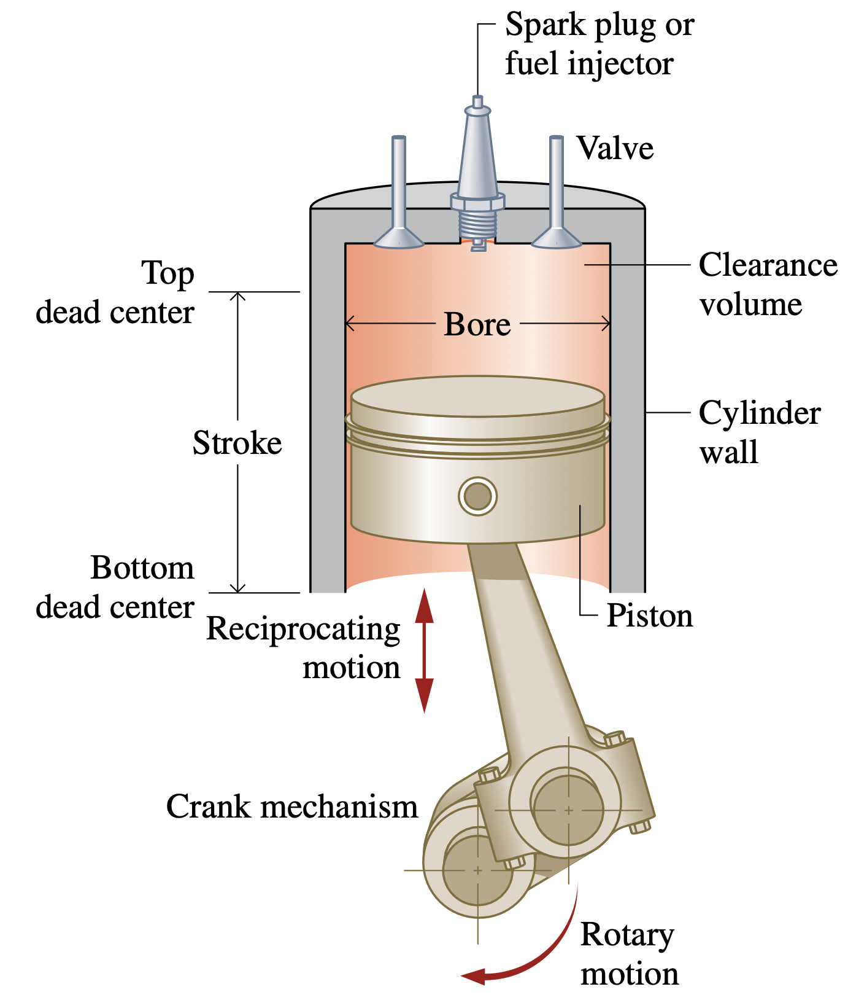 Spark plug or
fuel injector
Valve
Top
dead center
Clearance
volume
Bore
Stroke
Cylinder
wall
Bottom
dead center
Piston
Reciprocating
motion
Crank mechanism
Rotary
motion